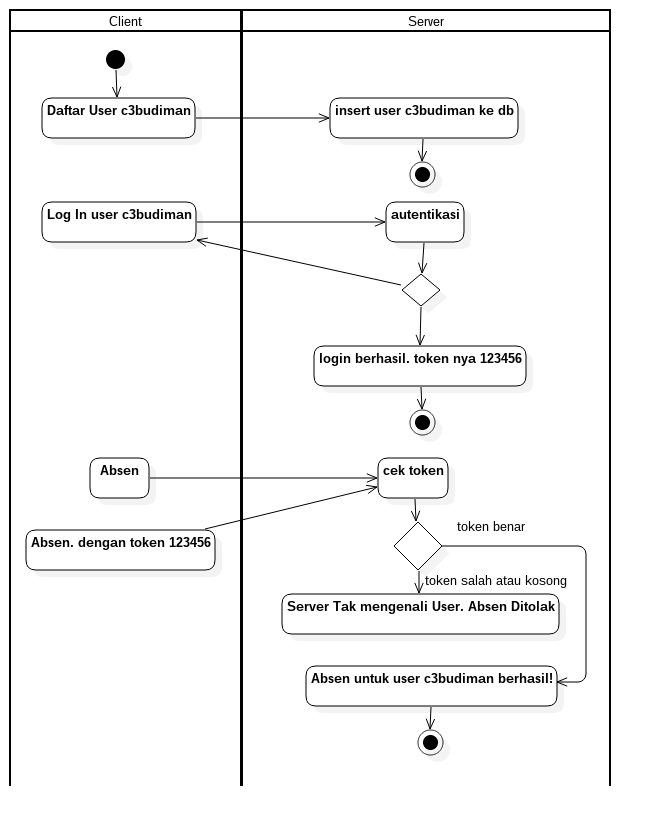 Client
Server
Daftar User c3budiman
insert user c3budiman ke db
Log In user c3budiman
autentikasi
login berhasil. token nya 123456
Absen
cek token
token benar
Absen. dengan token 123456
token salah atau kosong
Server Tak mengenali User. Absen Ditolak
Absen untuk user c3budiman berhasil!